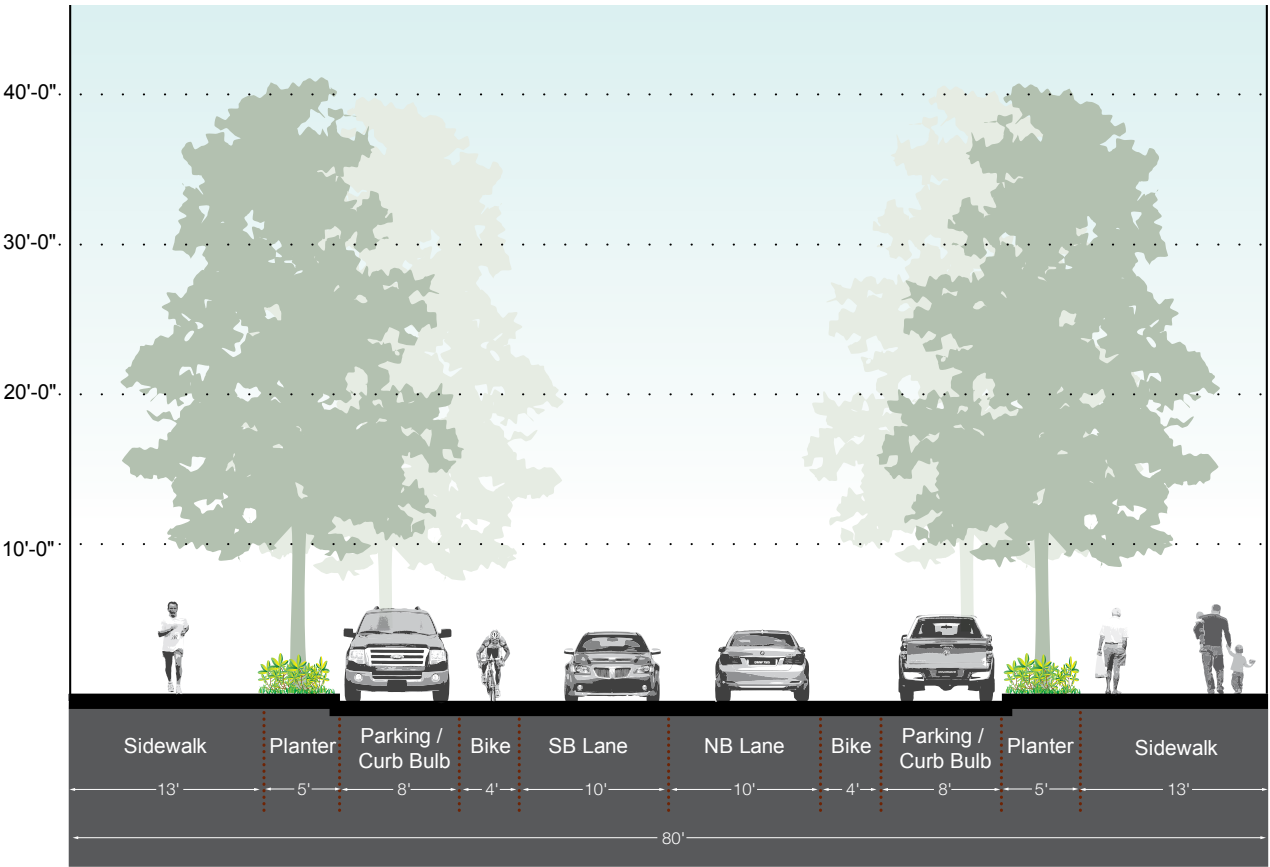 40'-0"
30'-0"
20'-0"
10'-0"
Sidewalk
Planter
Parking /
Curb Bulb
Bike
SB Lane
NB Lane
Bike
Parking /
Curb Bulb
Planter
Sidewalk
13'
5'
8'
4'
10'
10'
4'
8'
5'
13'
80'